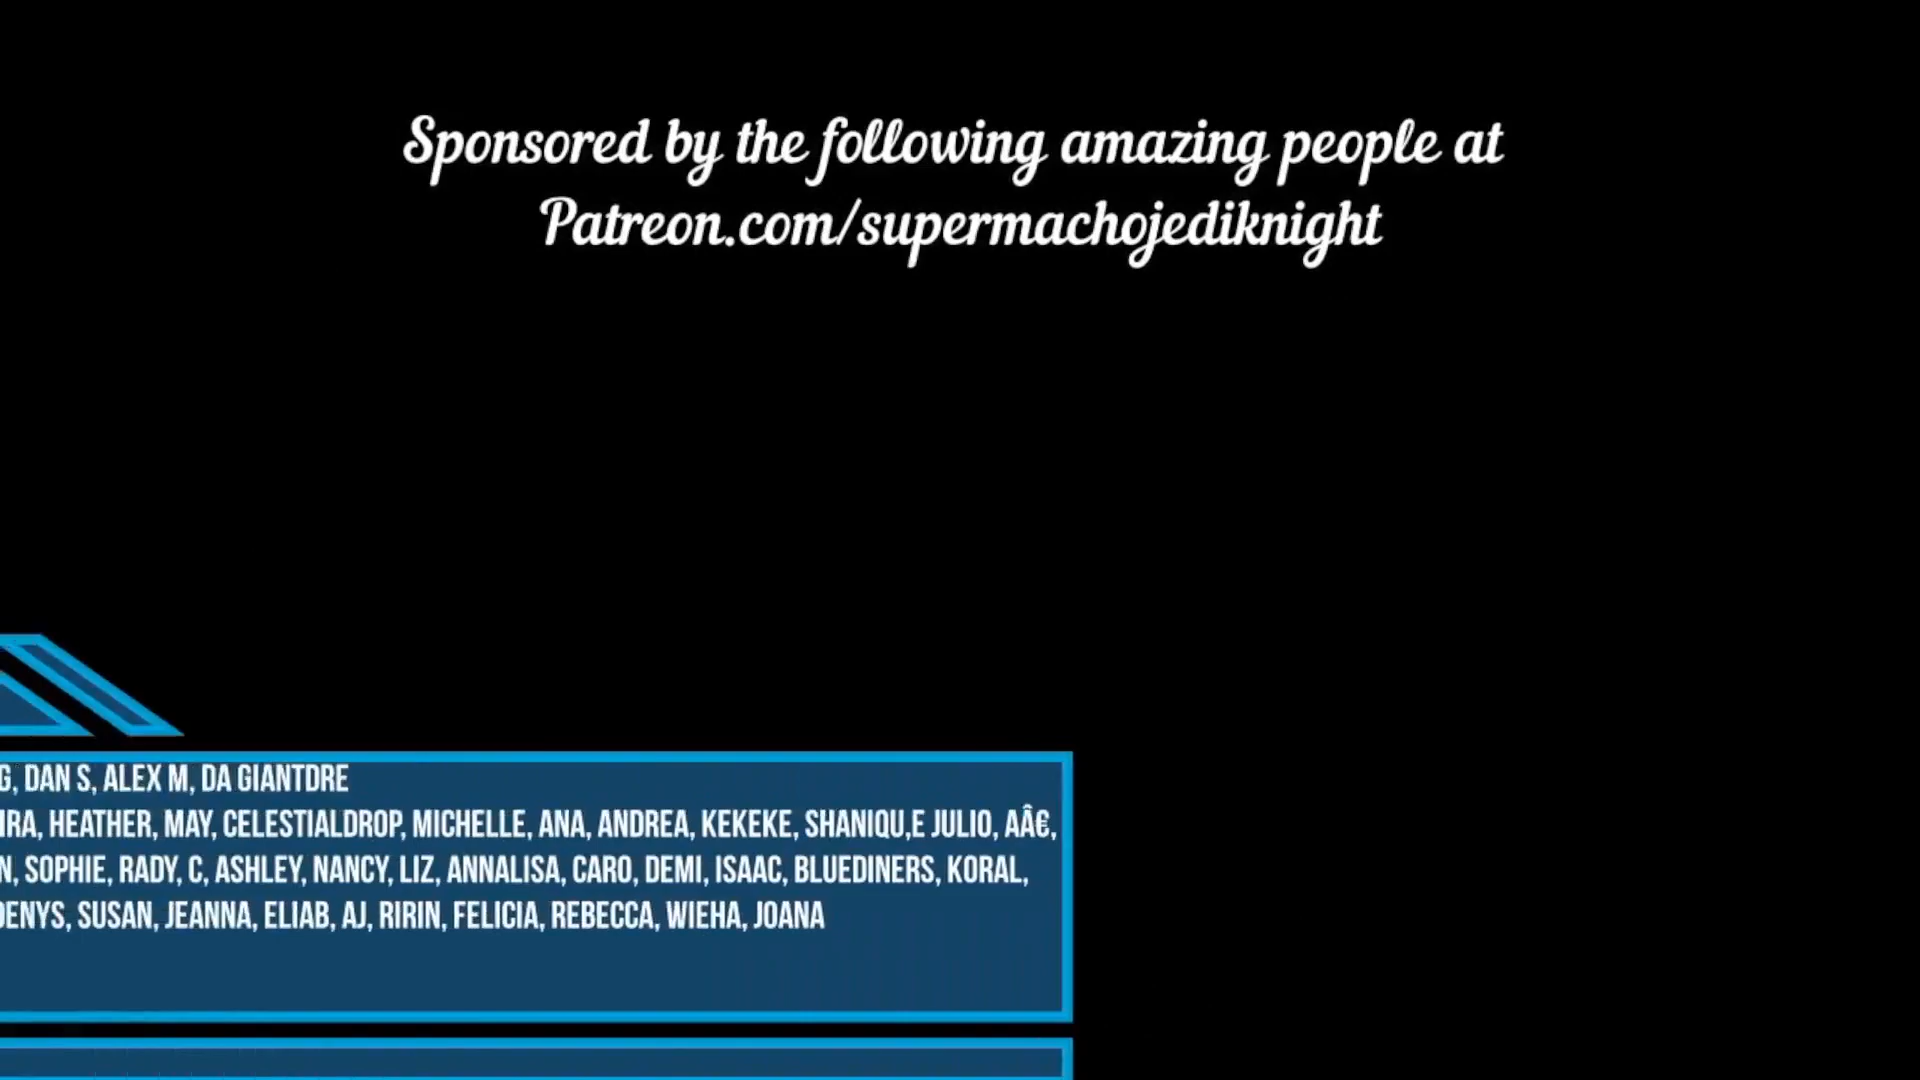 Sponsored by the following amazing people at
Patreon.com/supermachojediknight
G, DAN S, ALEX M, DA GIANTDRE
IRA, HEATHER, MAY, CELESTIALDROP, MICHELLE, ANA, ANDREA, KEKEKE, SHANIQU,E JULIO, AÂ€,
N, SOPHIE, RADY, C, ASHLEY, NANCY, LIZ, ANNALISA, CARO, DEMI, ISAAC, BLUEDINERS, KORAL,
DENYS, SUSAN, JEANNA, ELIAB, AJ, RIRIN, FELICIA, REBECCA, WIEHA, JOANA